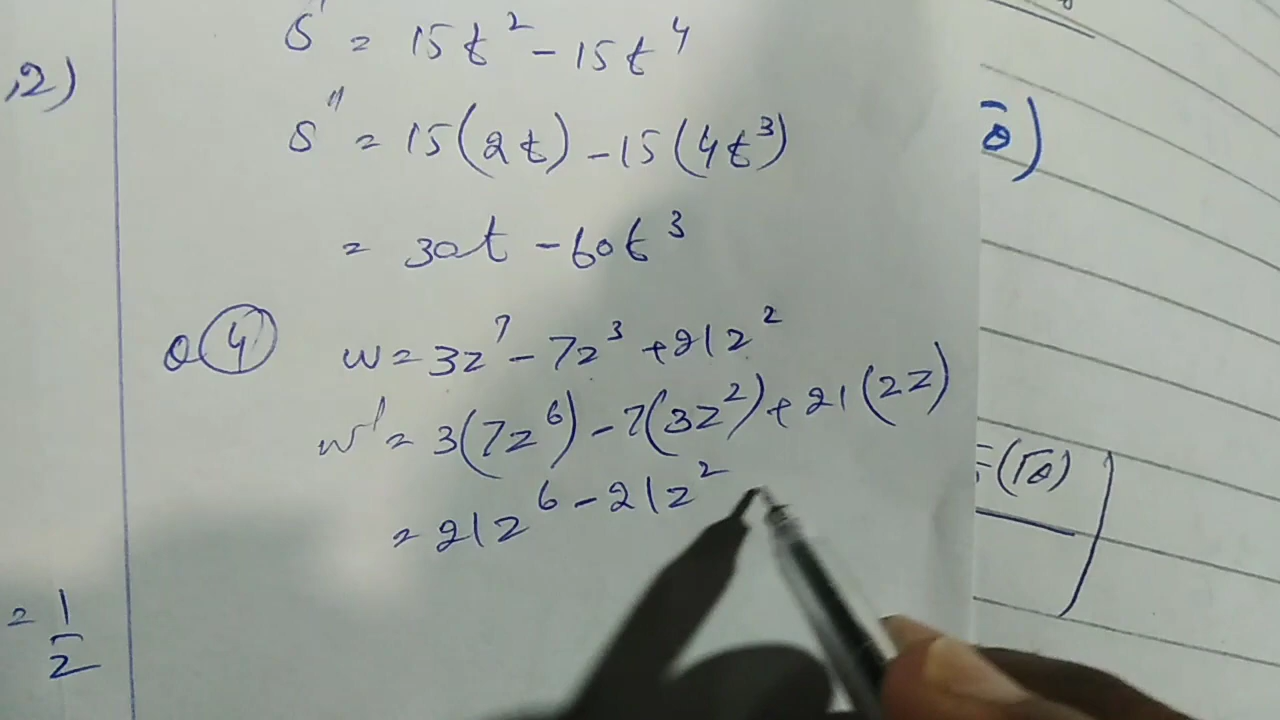 S' = 15t² - 15t⁴
,2)
S'' = 15(2t) - 15(4t³)
ō)
= 30t - 60t³
Q4 w = 3z⁷ - 7z³ + 21z²
w' = 3(7z⁶) - 7(3z²) + 21(2z)
= (√θ)
= 21z⁶ - 21z²
= 1/2